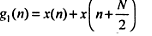 g₁(n) = x(n) + x(n + N/2)